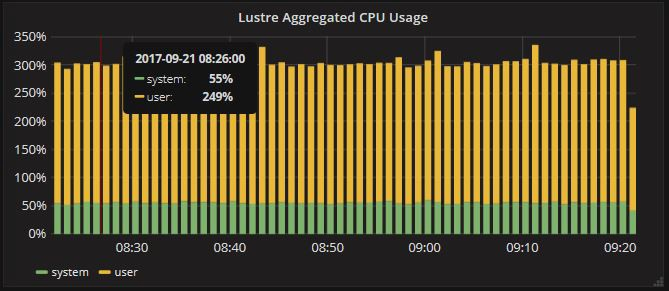 Lustre Aggregated CPU Usage
350%
300%
250%
200%
150%
100%
50%
0%
2017-09-21 08:26:00
system: 55%
user: 249%
08:30 08:40 08:50 09:00 09:10 09:20
system user